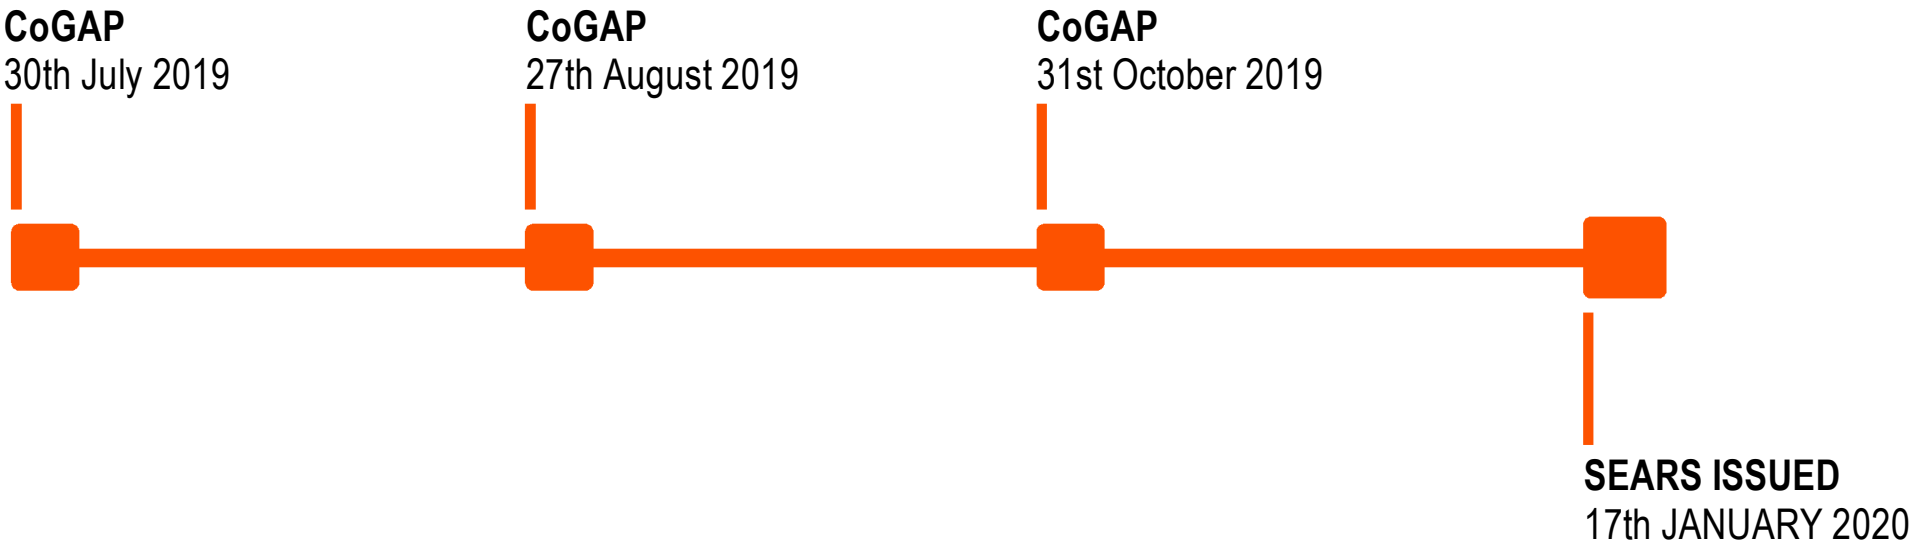 CoGAP
30th July 2019
CoGAP
27th August 2019
CoGAP
31st October 2019
SEARS ISSUED
17th JANUARY 2020